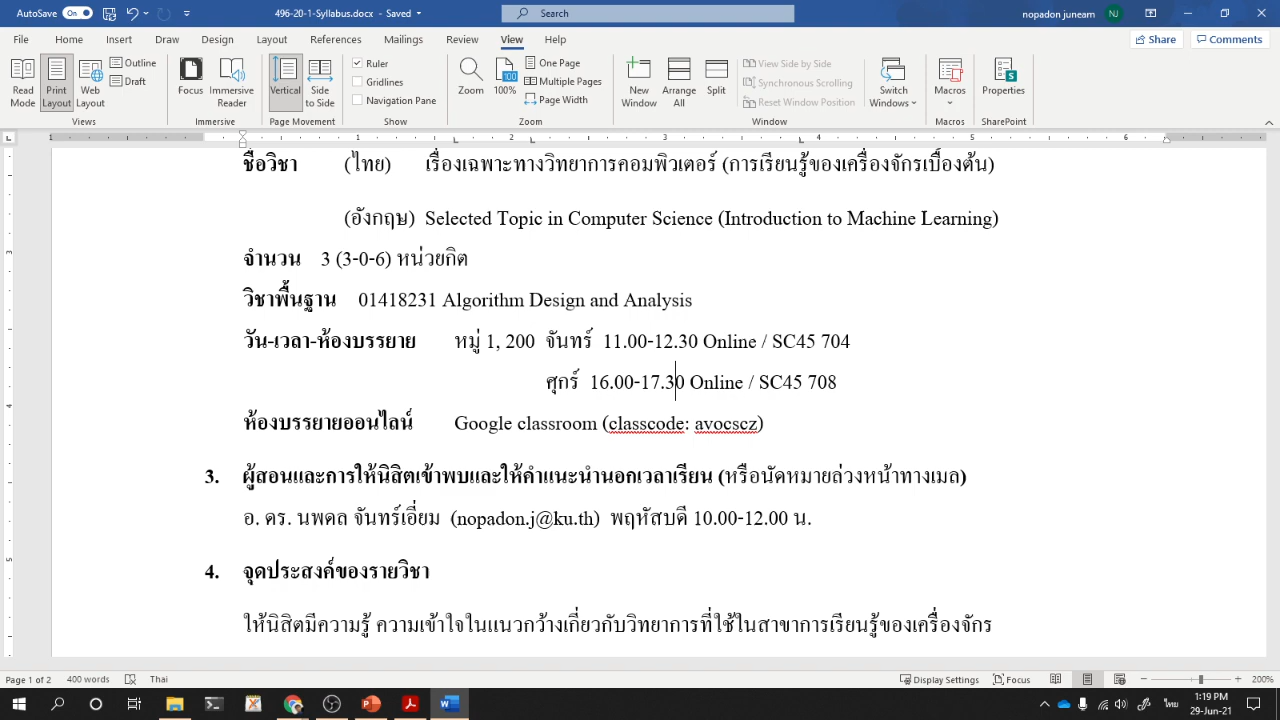 AutoSave On 496-20-1-Syllabus.docx - Saved Search nopadon juneam NJ
File Home Insert Draw Design Layout References Mailings Review View Help Share Comments
Read Mode Print Layout Web Layout Outline Draft Focus Immersive Reader Vertical Side to Side Ruler Gridlines Navigation Pane Zoom 100% One Page Multiple Pages Page Width New Window Arrange All Split View Side by Side Synchronous Scrolling Reset Window Position Switch Windows Macros Properties
Views Immersive Page Movement Show Zoom Window Macros SharePoint
1 1 2 3 4 5 6
ชื่อวิชา (ไทย) เรื่องเฉพาะทางวิทยาการคอมพิวเตอร์ (การเรียนรู้ของเครื่องจักรเบื้องต้น)
(อังกฤษ) Selected Topic in Computer Science (Introduction to Machine Learning)
จำนวน 3 (3-0-6) หน่วยกิต
วิชาพื้นฐาน 01418231 Algorithm Design and Analysis
วัน-เวลา-ห้องบรรยาย หมู่ 1, 200 จันทร์ 11.00-12.30 Online / SC45 704
ศุกร์ 16.00-17.30 Online / SC45 708
ห้องบรรยายออนไลน์ Google classroom (classcode: avocscz)
3. ผู้สอนและการให้นิสิตเข้าพบและให้คำแนะนำนอกเวลาเรียน (หรือนัดหมายล่วงหน้าทางเมล)
อ. ดร. นพดล จันทร์เอี่ยม (nopadon.j@ku.th) พฤหัสบดี 10.00-12.00 น.
4. จุดประสงค์ของรายวิชา
ให้นิสิตมีความรู้ ความเข้าใจในแนวกว้างเกี่ยวกับวิทยาการที่ใช้ในสาขาการเรียนรู้ของเครื่องจักร
Page 1 of 2 400 words Thai Display Settings Focus 200%
ไทย 1:19 PM
29-Jun-21